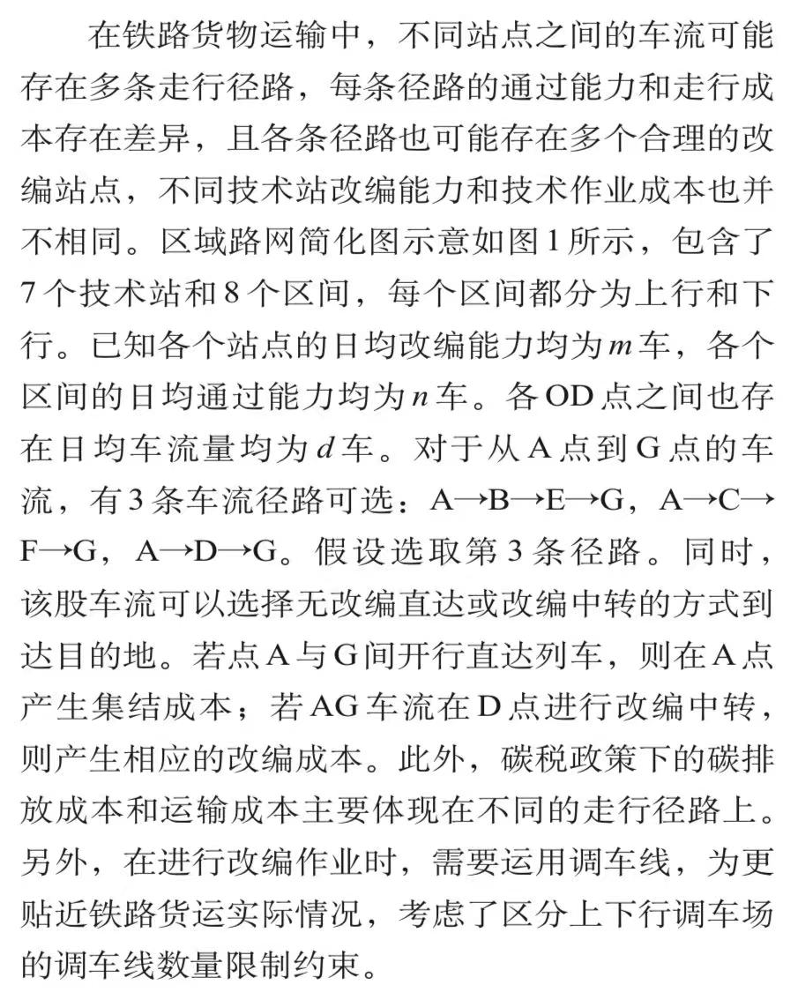 在铁路货物运输中，不同站点之间的车流可能
存在多条走行径路，每条径路的通过能力和走行成
本存在差异，且各条径路也可能存在多个合理的改
编站点，不同技术站改编能力和技术作业成本也并
不相同。区域路网简化图示意如图1所示，包含了
7个技术站和8个区间，每个区间都分为上行和下
行。已知各个站点的日均改编能力均为m车，各个
区间的日均通过能力均为n车。各OD点之间也存
在日均车流量均为d车。对于从A点到G点的车
流，有3条车流径路可选：A→B→E→G，A→C→
F→G，A→D→G。假设选取第3条径路。同时，
该股车流可以选择无改编直达或改编中转的方式到
达目的地。若点A与G间开行直达列车，则在A点
产生集结成本；若AG车流在D点进行改编中转，
则产生相应的改编成本。此外，碳税政策下的碳排
放成本和运输成本主要体现在不同的走行径路上。
另外，在进行改编作业时，需要运用调车线，为更
贴近铁路货运实际情况，考虑了区分上下行调车场
的调车线数量限制约束。